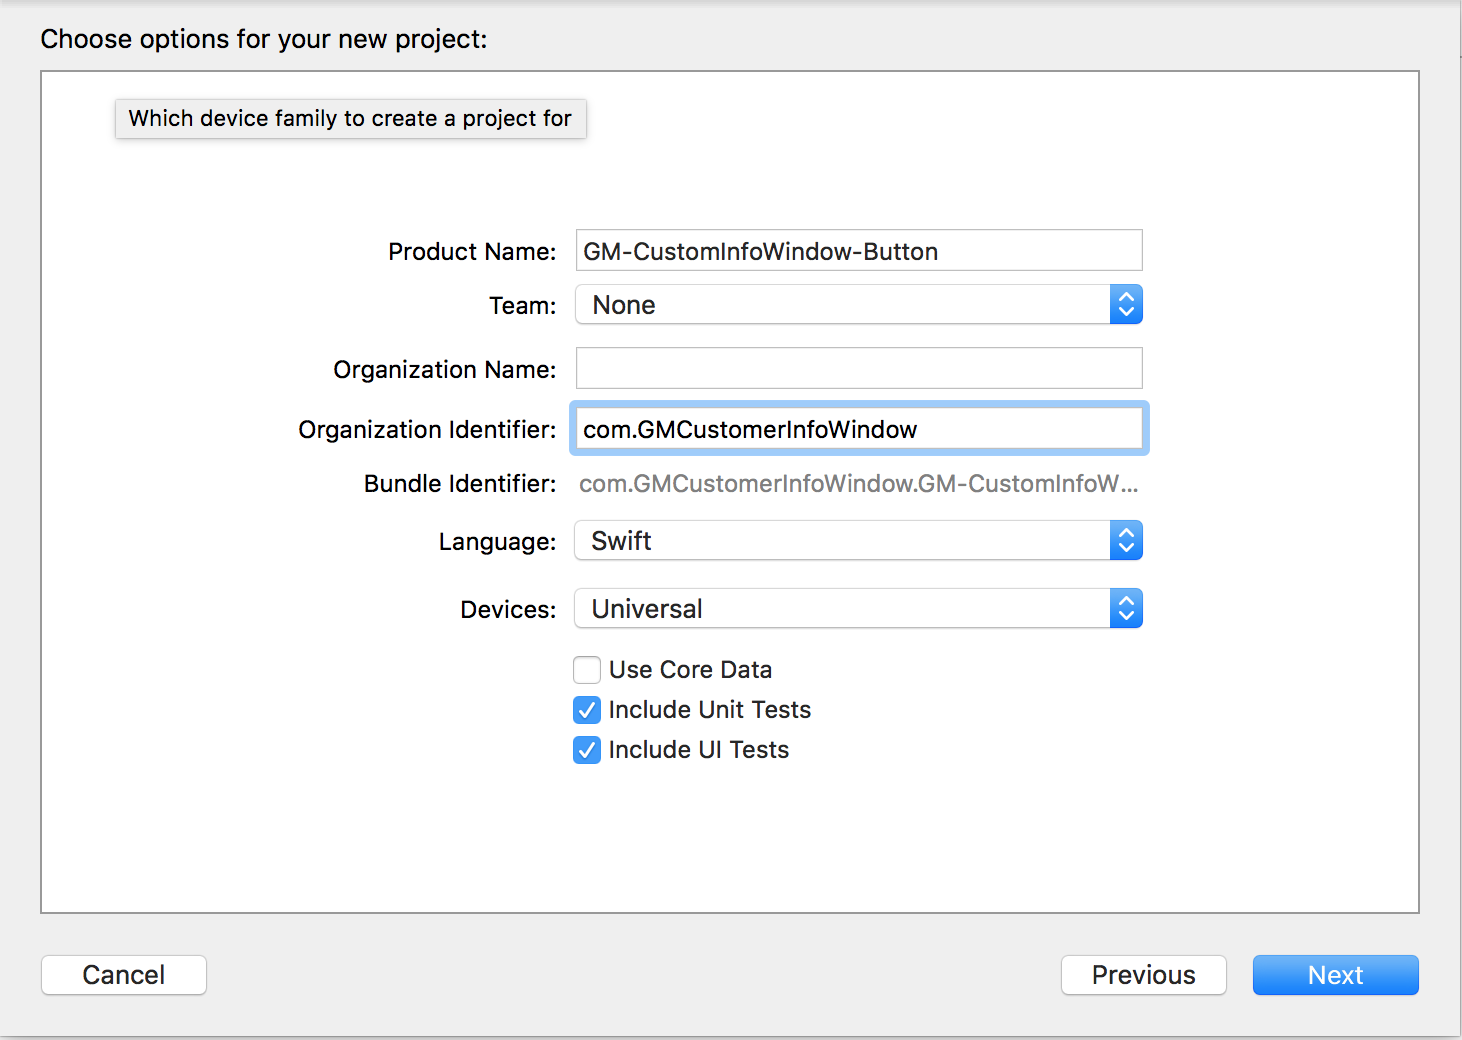 Choose options for your new project:
Which device family to create a project for
Product Name: GM-CustomInfoWindow-Button
Team: None
Organization Name:
Organization Identifier: com.GMCustomerInfoWindow
Bundle Identifier: com.GMCustomerInfoWindow.GM-CustomInfoW...
Language: Swift
Devices: Universal
Use Core Data
Include Unit Tests
Include UI Tests
Cancel Previous Next